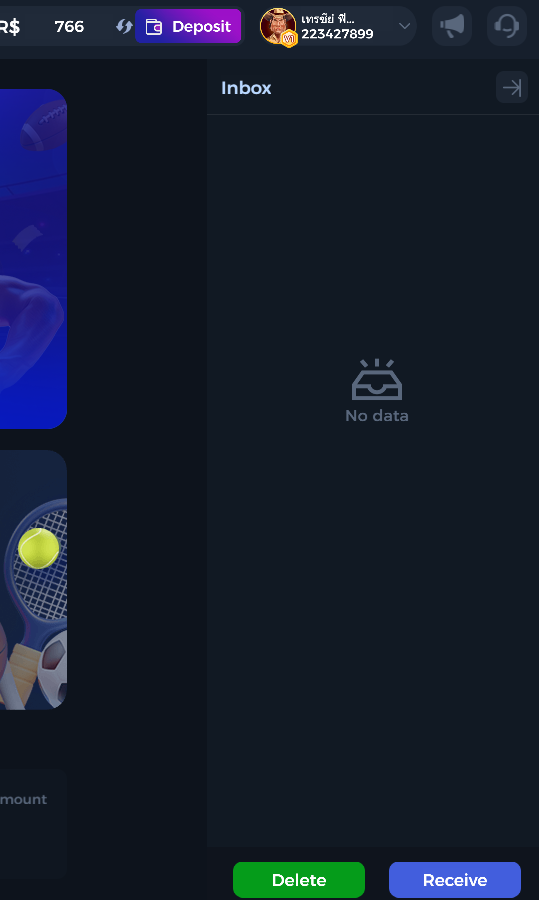 R$ 766 Deposit
เทรซีย์ ฟี...
223427899
Inbox
No data
mount
Delete Receive